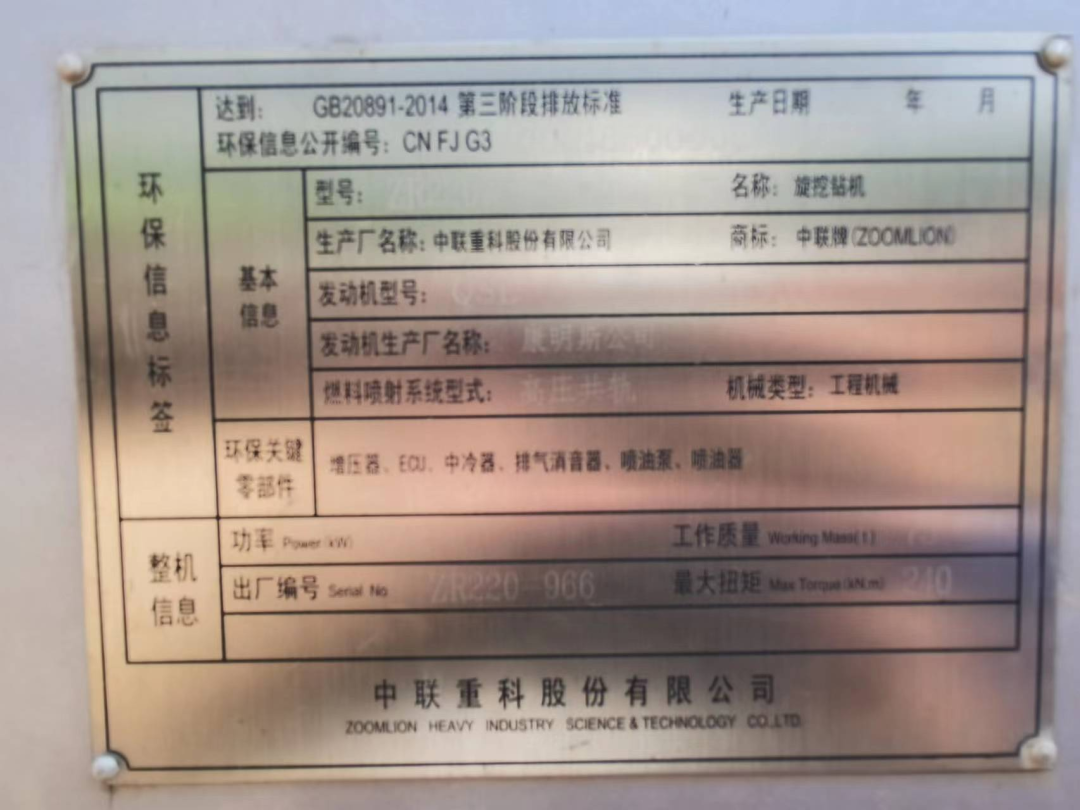 环保信息标签
达到: GB20891-2014 第三阶段排放标准 生产日期 年 月
环保信息公开编号: CN FJ G3
基本信息
型号: 名称: 旋挖钻机
生产厂名称: 中联重科股份有限公司 商标: 中联牌(ZOOMLION)
发动机型号:
发动机生产厂名称: 康明斯公司
燃料喷射系统型式: 高压共轨 机械类型: 工程机械
环保关键零部件
增压器、ECU、中冷器、排气消音器、喷油泵、喷油器
整机信息
功率 Power(kW) 工作质量 Working Mass(t)
出厂编号 Serial No ZR220-966 最大扭矩 Max Torque(kN.m) 240
中联重科股份有限公司
ZOOMLION HEAVY INDUSTRY SCIENCE & TECHNOLOGY CO.,LTD.